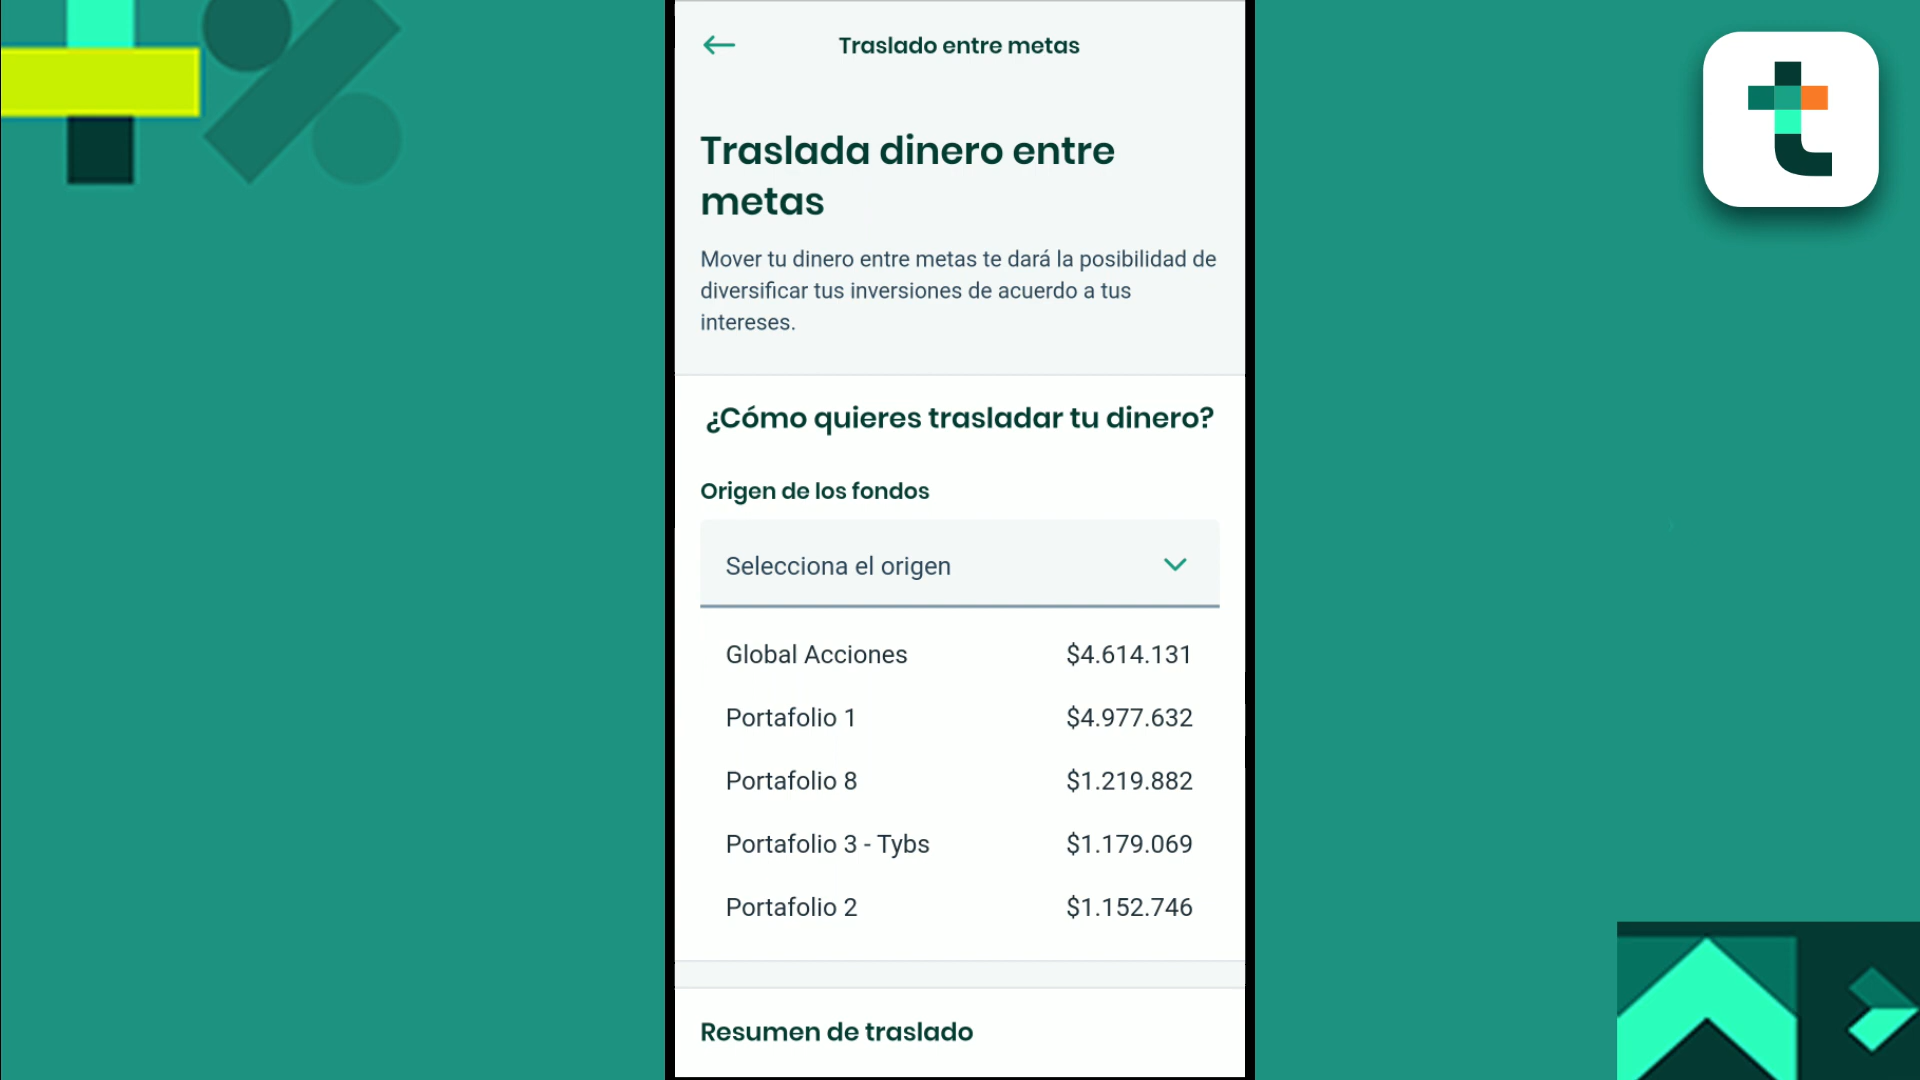 Traslado entre metas
Traslada dinero entre
metas
Mover tu dinero entre metas te dará la posibilidad de
diversificar tus inversiones de acuerdo a tus
intereses.
¿Cómo quieres trasladar tu dinero?
Origen de los fondos
Selecciona el origen
Global Acciones $4.614.131
Portafolio 1 $4.977.632
Portafolio 8 $1.219.882
Portafolio 3 - Tybs $1.179.069
Portafolio 2 $1.152.746
Resumen de traslado